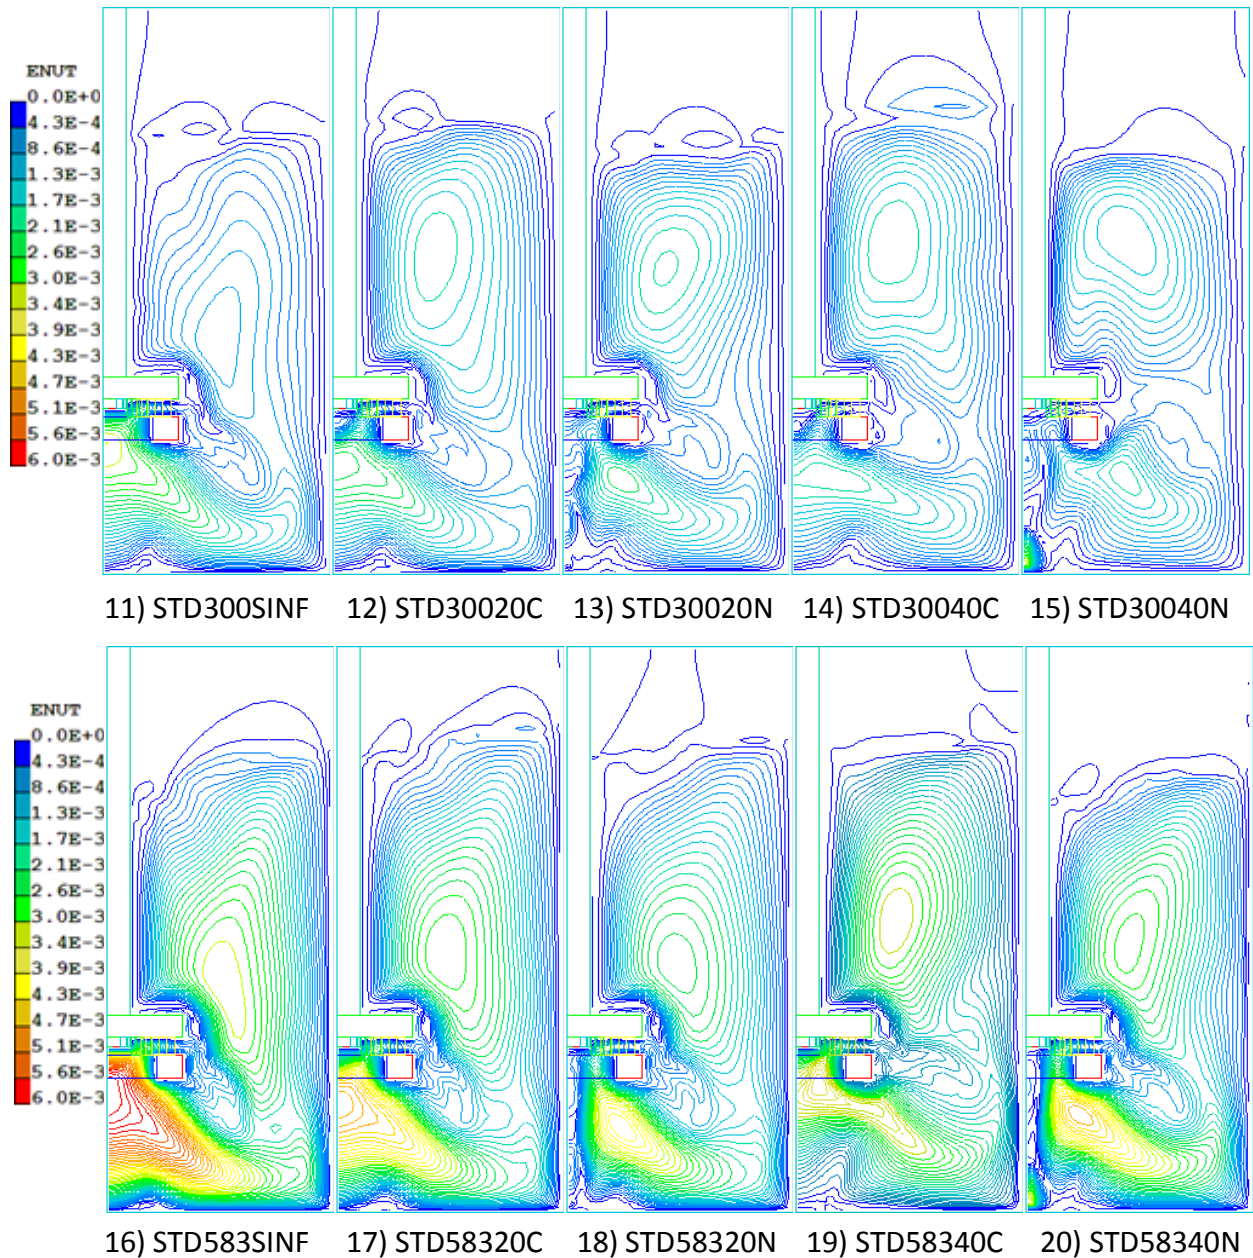 ENUT
0.0E+0
4.3E-4
8.6E-4
1.3E-3
1.7E-3
2.1E-3
2.6E-3
3.0E-3
3.4E-3
3.9E-3
4.3E-3
4.7E-3
5.1E-3
5.6E-3
6.0E-3
11) STD300SINF 12) STD30020C 13) STD30020N 14) STD30040C 15) STD30040N
ENUT
0.0E+0
4.3E-4
8.6E-4
1.3E-3
1.7E-3
2.1E-3
2.6E-3
3.0E-3
3.4E-3
3.9E-3
4.3E-3
4.7E-3
5.1E-3
5.6E-3
6.0E-3
16) STD583SINF 17) STD58320C 18) STD58320N 19) STD58340C 20) STD58340N